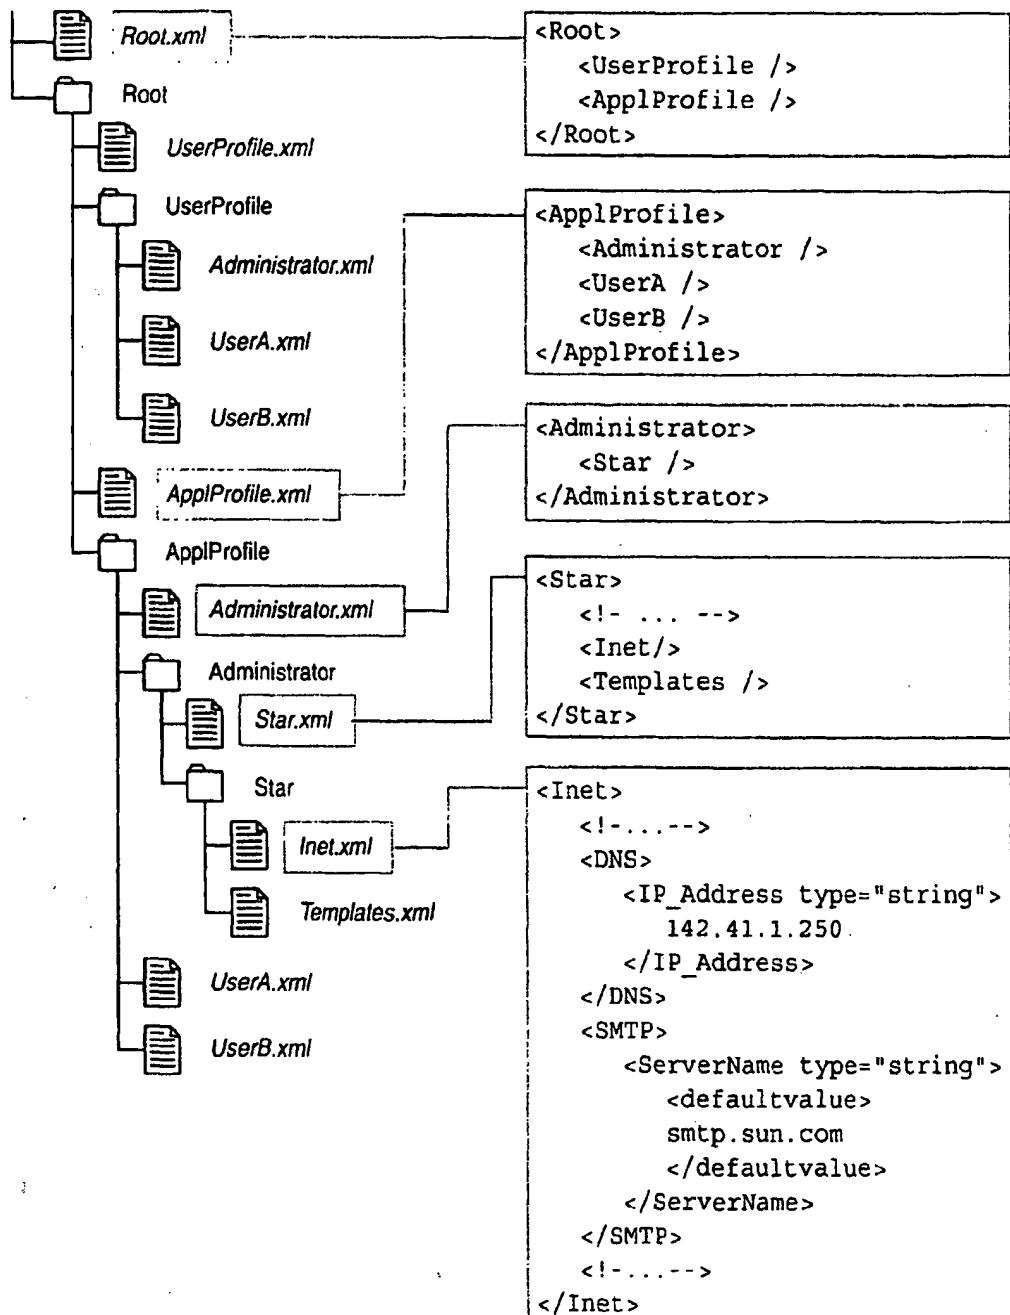 Root.xml
Root
UserProfile.xml
UserProfile
Administrator.xml
UserA.xml
UserB.xml
ApplProfile.xml
ApplProfile
Administrator.xml
Administrator
Star.xml
Star
Inet.xml
Templates.xml
UserA.xml
UserB.xml
<Root>
<UserProfile />
<ApplProfile />
</Root>
<ApplProfile>
<Administrator />
<UserA />
<UserB />
</ApplProfile>
<Administrator>
<Star />
</Administrator>
<Star>
<!- ... -->
<Inet/>
<Templates />
</Star>
<Inet>
<!-...-->
<DNS>
<IP_Address type="string">
142.41.1.250
</IP_Address>
</DNS>
<SMTP>
<ServerName type="string">
<defaultvalue>
smtp.sun.com
</defaultvalue>
</ServerName>
</SMTP>
<!-...-->
</Inet>